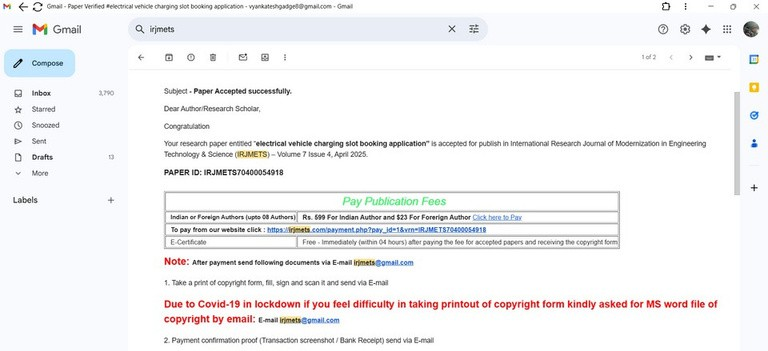 Gmail - Paper Verified #electrical vehicle charging slot booking application - vyankateshgadge8@gmail.com - Gmail
Gmail
irjmets
Compose
1 of 2
Inbox 3,790
Starred
Snoozed
Sent
Drafts 13
More
Labels
Subject - Paper Accepted successfully.
Dear Author/Research Scholar,
Congratulation
Your research paper entitled "electrical vehicle charging slot booking application" is accepted for publish in International Research Journal of Modernization in Engineering
Technology & Science (IRJMETS) – Volume 7 Issue 4, April 2025.
PAPER ID: IRJMETS70400054918
Pay Publication Fees
Indian or Foreign Authors (upto 08 Authors) Rs. 599 For Indian Author and $23 For Forerign Author Click here to Pay
To pay from our website click : https://irjmets.com/payment.php?pay_id=1&vrn=IRJMETS70400054918
E-Certificate Free - Immediately (within 04 hours) after paying the fee for accepted papers and receiving the copyright form
Note: After payment send following documents via E-mail irjmets@gmail.com
1. Take a print of copyright form, fill, sign and scan it and send via E-mail
Due to Covid-19 in lockdown if you feel difficulty in taking printout of copyright form kindly asked for MS word file of
copyright by email: E-mail irjmets@gmail.com
2. Payment confirmation proof (Transaction screenshot / Bank Receipt) send via E-mail